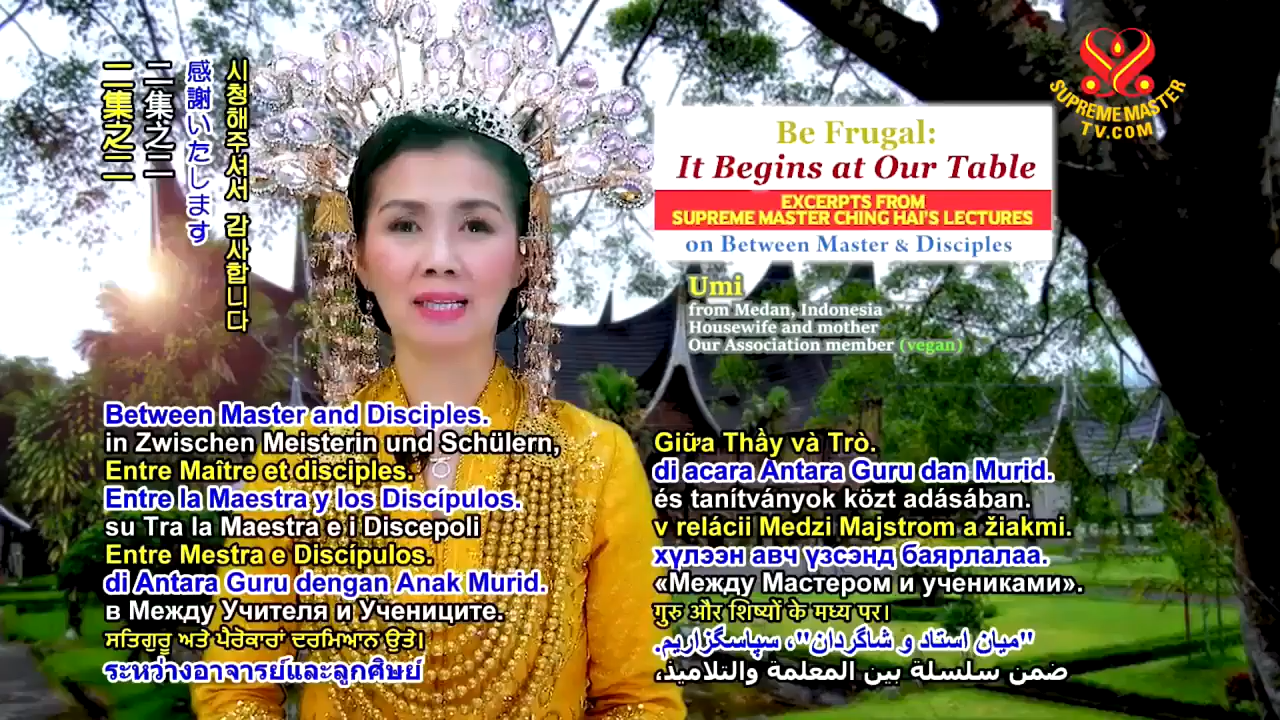 二集之二
二集之二
感謝いたします
시청해주셔서 감사합니다
SUPREME MASTER
TV.COM
Be Frugal:
It Begins at Our Table
EXCERPTS FROM
SUPREME MASTER CHING HAI'S LECTURES
on Between Master & Disciples
Umi
from Medan, Indonesia
Housewife and mother
Our Association member (vegan)
Between Master and Disciples.
in Zwischen Meisterin und Schülern,
Entre Maître et disciples.
Entre la Maestra y los Discípulos.
su Tra la Maestra e i Discepoli
Entre Mestra e Discípulos.
di Antara Guru dengan Anak Murid.
в Между Учителя и Учениците.
ਸਤਿਗੁਰੂ ਅਤੇ ਪੈਰੋਕਾਰਾਂ ਦਰਮਿਆਨ ਉਤੇ।
ระหว่างอาจารย์และลูกศิษย์
Giữa Thầy và Trò.
di acara Antara Guru dan Murid.
és tanítványok közt adásában.
v relácii Medzi Majstrom a žiakmi.
хүлээн авч үзсэнд баярлалаа.
«Между Мастером и учениками».
गुरु और शिष्यों के मध्य पर।
"میان استاد و شاگردان"، سپاسگزاریم.
ضمن سلسلة بين المعلمة والتلاميذ،